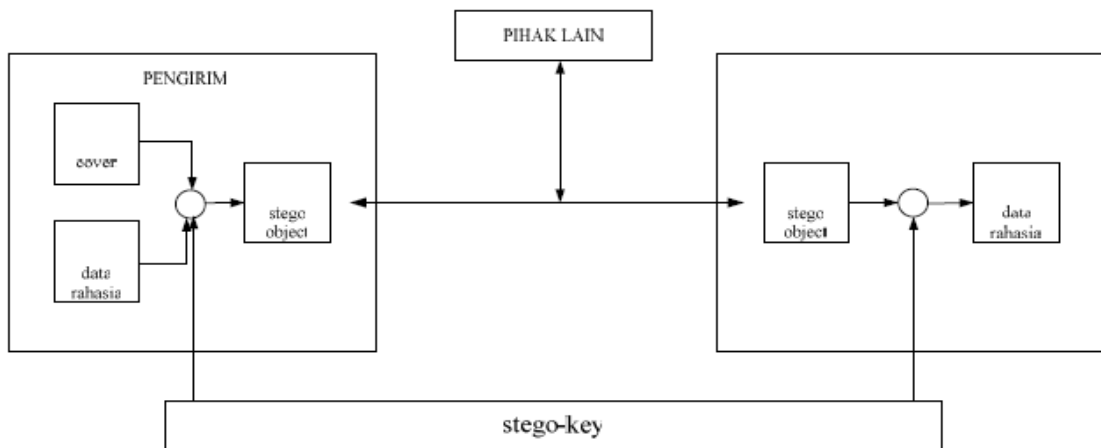 PIHAK LAIN
PENGIRIM
cover
data
rahasia
stego
object
stego
object
data
rahasia
stego-key